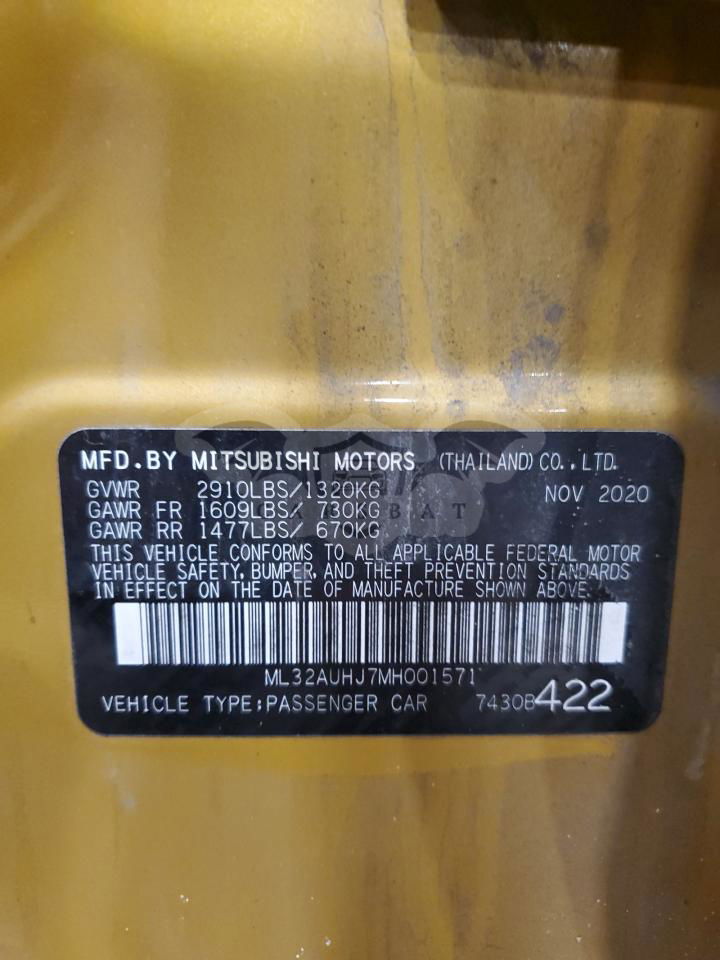 MFD.BY MITSUBISHI MOTORS (THAILAND) CO.,LTD.
GVWR 2910LBS/1320KG NOV 2020
GAWR FR 1609LBS/ 730KG
GAWR RR 1477LBS/ 670KG
THIS VEHICLE CONFORMS TO ALL APPLICABLE FEDERAL MOTOR
VEHICLE SAFETY, BUMPER, AND THEFT PREVENTION STANDARDS
IN EFFECT ON THE DATE OF MANUFACTURE SHOWN ABOVE.
ML32AUHJ7MH001571
VEHICLE TYPE;PASSENGER CAR 7430B422